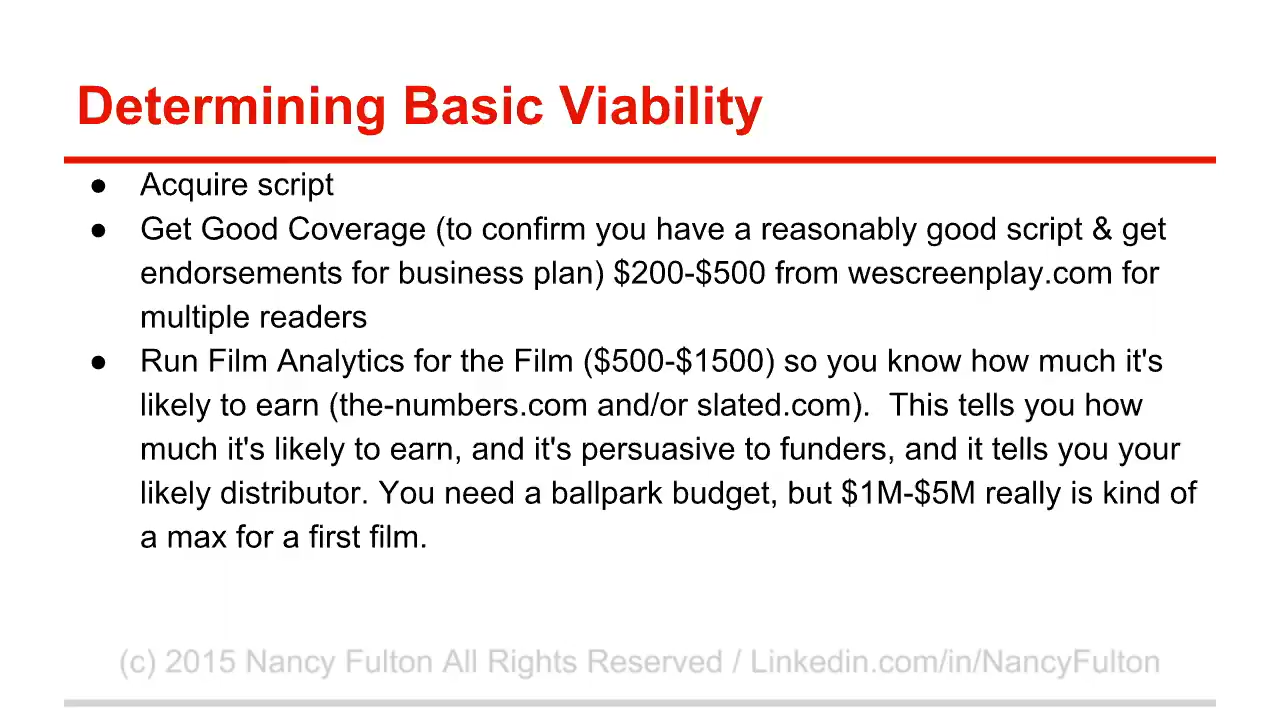 Determining Basic Viability
● Acquire script
● Get Good Coverage (to confirm you have a reasonably good script & get
endorsements for business plan) $200-$500 from wescreenplay.com for
multiple readers
● Run Film Analytics for the Film ($500-$1500) so you know how much it's
likely to earn (the-numbers.com and/or slated.com).  This tells you how
much it's likely to earn, and it's persuasive to funders, and it tells you your
likely distributor. You need a ballpark budget, but $1M-$5M really is kind of
a max for a first film.
(c) 2015 Nancy Fulton All Rights Reserved / Linkedin.com/in/NancyFulton